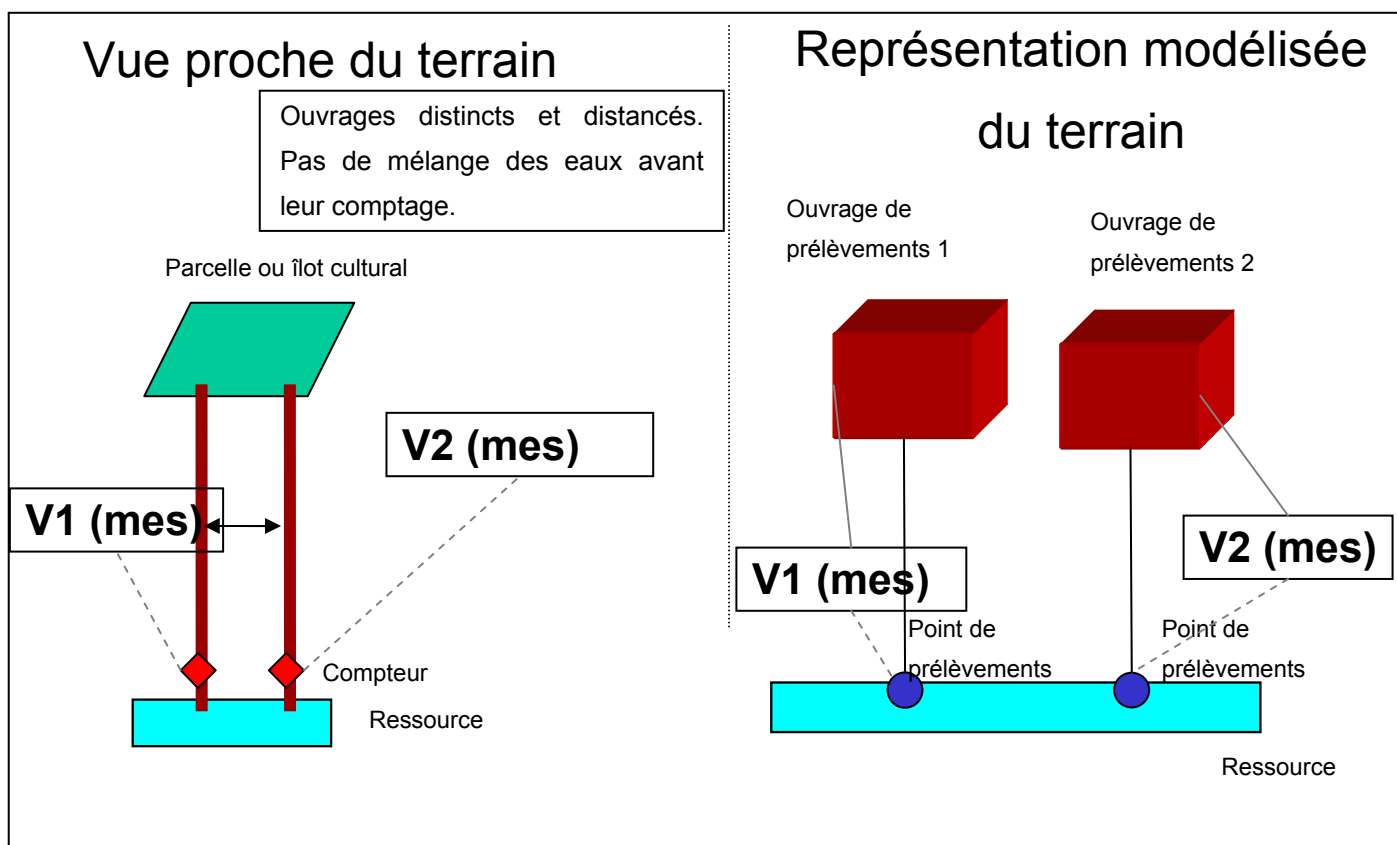 Vue proche du terrain
Ouvrages distincts et distancés.
Pas de mélange des eaux avant
leur comptage.
Parcelle ou îlot cultural
V2 (mes)
V1 (mes)
Compteur
Ressource
Représentation modélisée
du terrain
Ouvrage de
prélèvements 1
Ouvrage de
prélèvements 2
V1 (mes)
V2 (mes)
Point de
prélèvements
Point de
prélèvements
Ressource